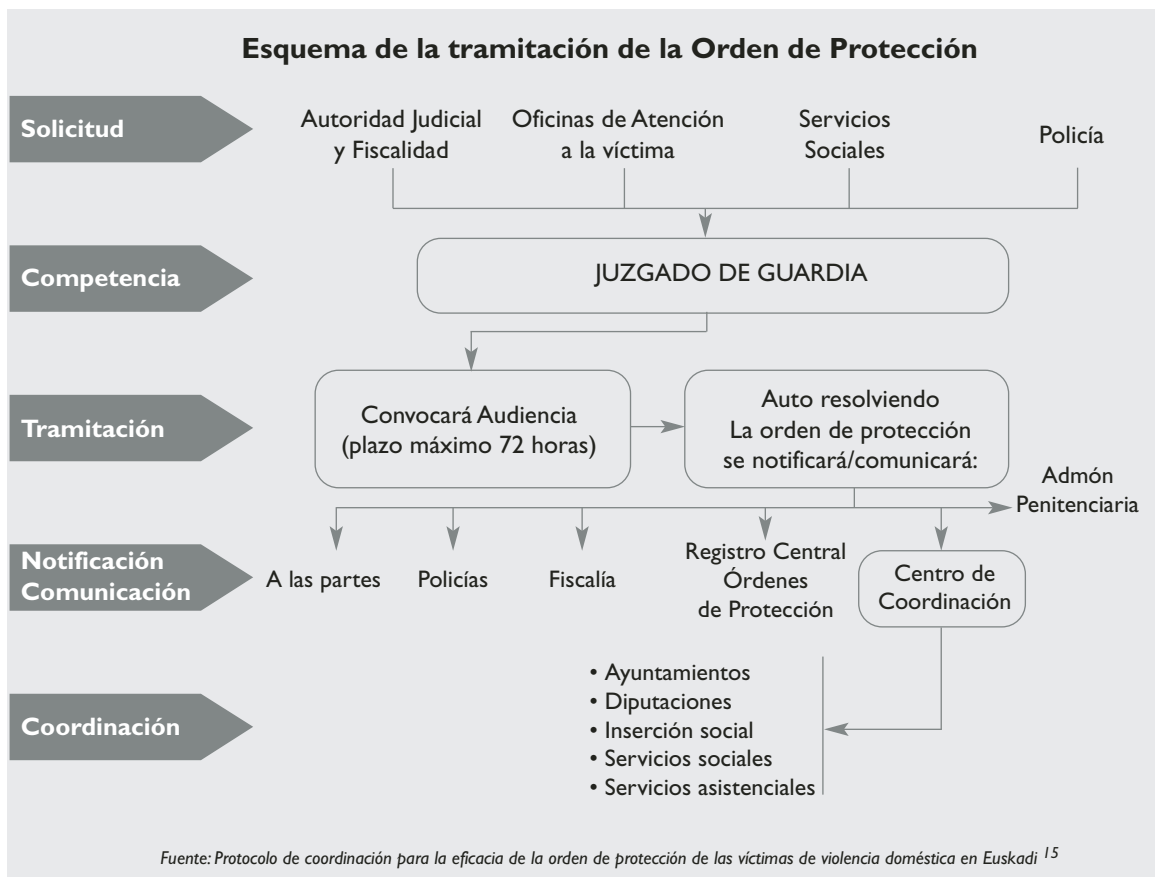 Esquema de la tramitación de la Orden de Protección
Solicitud
Autoridad Judicial
y Fiscalidad
Oficinas de Atención
a la víctima
Servicios
Sociales
Policía
Competencia
JUZGADO DE GUARDIA
Tramitación
Convocará Audiencia
(plazo máximo 72 horas)
Auto resolviendo
La orden de protección
se notificará/comunicará:
Admón
Penitenciaria
Notificación
Comunicación
A las partes
Policías
Fiscalía
Registro Central
Órdenes
de Protección
Centro de
Coordinación
Coordinación
• Ayuntamientos
• Diputaciones
• Inserción social
• Servicios sociales
• Servicios asistenciales
Fuente: Protocolo de coordinación para la eficacia de la orden de protección de las víctimas de violencia doméstica en Euskadi 15